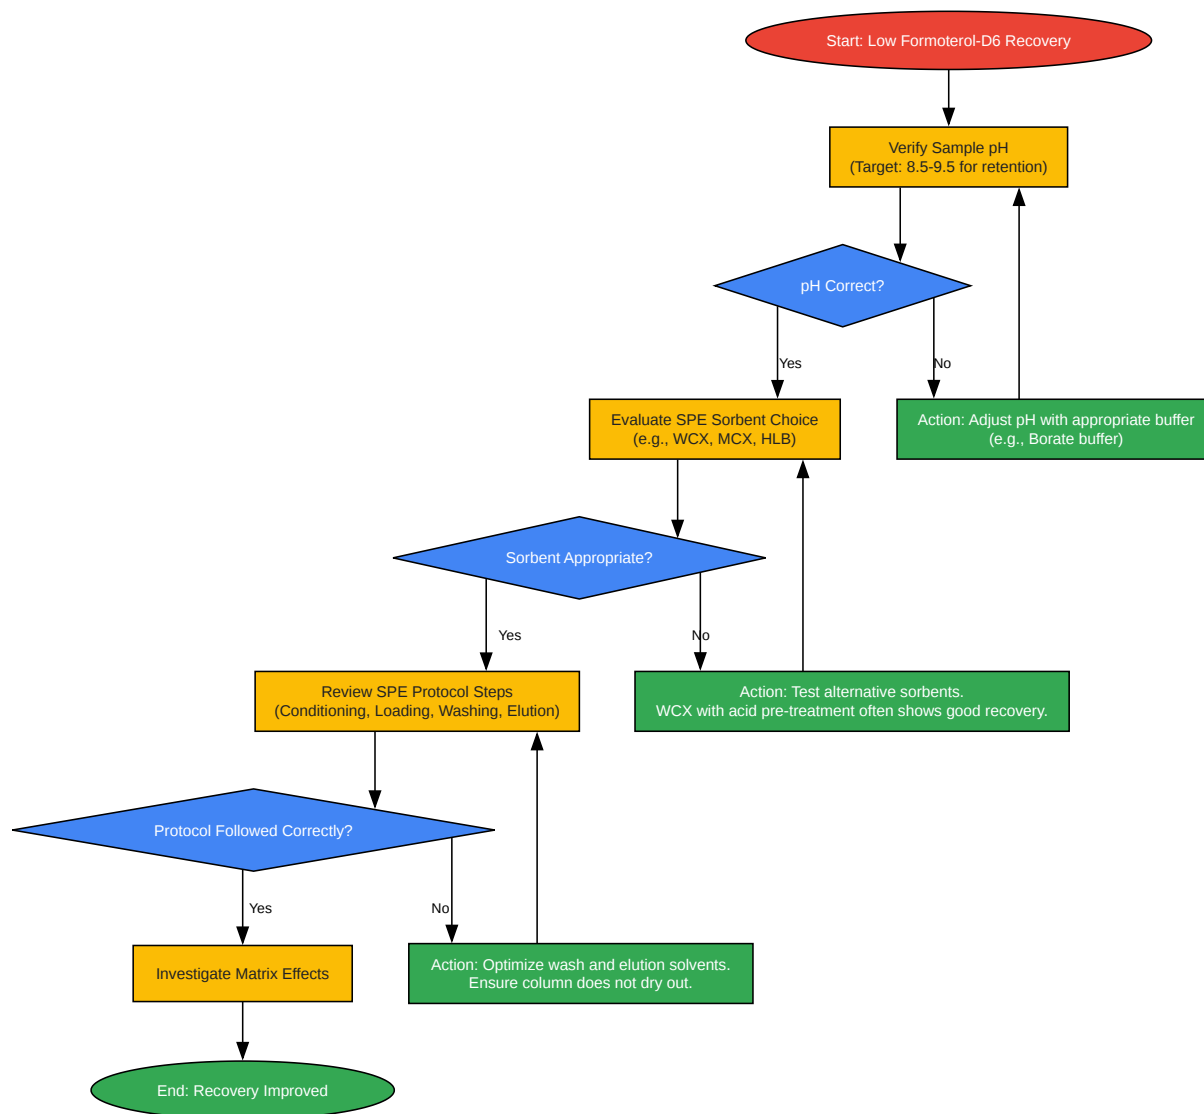 Start: Low Formoterol-D6 Recovery
Verify Sample pH
(Target: 8.5-9.5 for retention)
pH Correct?
Yes
No
Evaluate SPE Sorbent Choice
(e.g., WCX, MCX, HLB)
Action: Adjust pH with appropriate buffer
(e.g., Borate buffer)
Sorbent Appropriate?
Yes
No
Review SPE Protocol Steps
(Conditioning, Loading, Washing, Elution)
Action: Test alternative sorbents.
WCX with acid pre-treatment often shows good recovery.
Protocol Followed Correctly?
Yes
No
Investigate Matrix Effects
Action: Optimize wash and elution solvents.
Ensure column does not dry out.
End: Recovery Improved